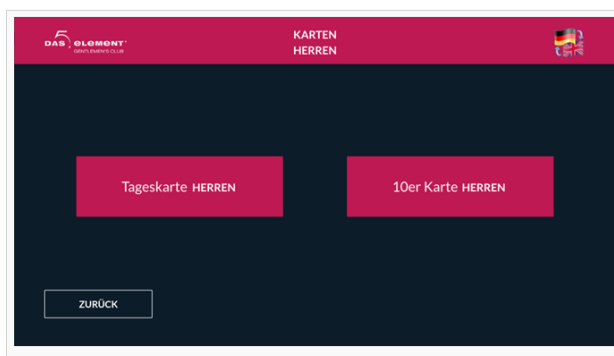 DAS 5. eLement
GENTLEMEN'S CLUB
KARTEN
HERREN
Tageskarte HERREN
10er Karte HERREN
ZURÜCK